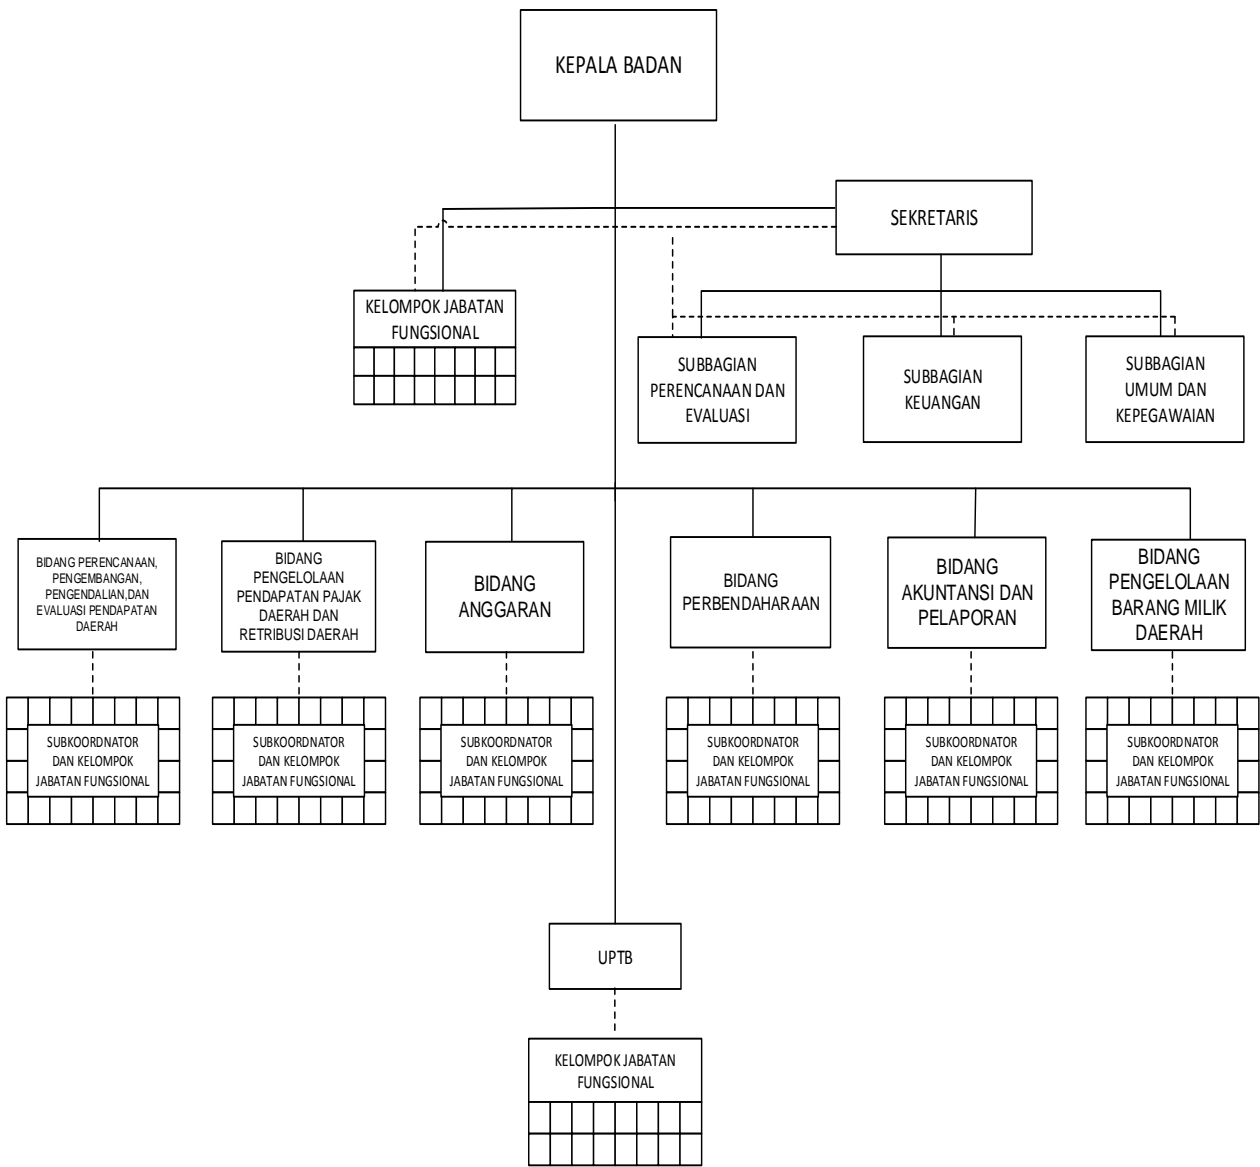 KEPALA BADAN
SEKRETARIS
KELOMPOK JABATAN
FUNGSIONAL
SUBBAGIAN
PERENCANAAN DAN
EVALUASI
SUBBAGIAN
KEUANGAN
SUBBAGIAN
UMUM DAN
KEPEGAWAIAN
BIDANG PERENCANAAN,
PENGEMBANGAN,
PENGENDALIAN,DAN
EVALUASI PENDAPATAN
DAERAH
BIDANG
PENGELOLAAN
PENDAPATAN PAJAK
DAERAH DAN
RETRIBUSI DAERAH
BIDANG
ANGGARAN
BIDANG
PERBENDAHARAAN
BIDANG
AKUNTANSI DAN
PELAPORAN
BIDANG
PENGELOLAAN
BARANG MILIK
DAERAH
SUBKOORDNATOR
DAN KELOMPOK
JABATAN FUNGSIONAL
SUBKOORDNATOR
DAN KELOMPOK
JABATAN FUNGSIONAL
SUBKOORDNATOR
DAN KELOMPOK
JABATAN FUNGSIONAL
SUBKOORDNATOR
DAN KELOMPOK
JABATAN FUNGSIONAL
SUBKOORDNATOR
DAN KELOMPOK
JABATAN FUNGSIONAL
SUBKOORDNATOR
DAN KELOMPOK
JABATAN FUNGSIONAL
UPTB
KELOMPOK JABATAN
FUNGSIONAL